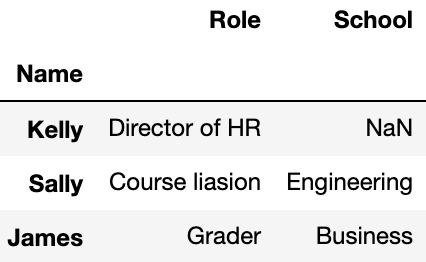 Role School
Name
Kelly Director of HR NaN
Sally Course liasion Engineering
James Grader Business